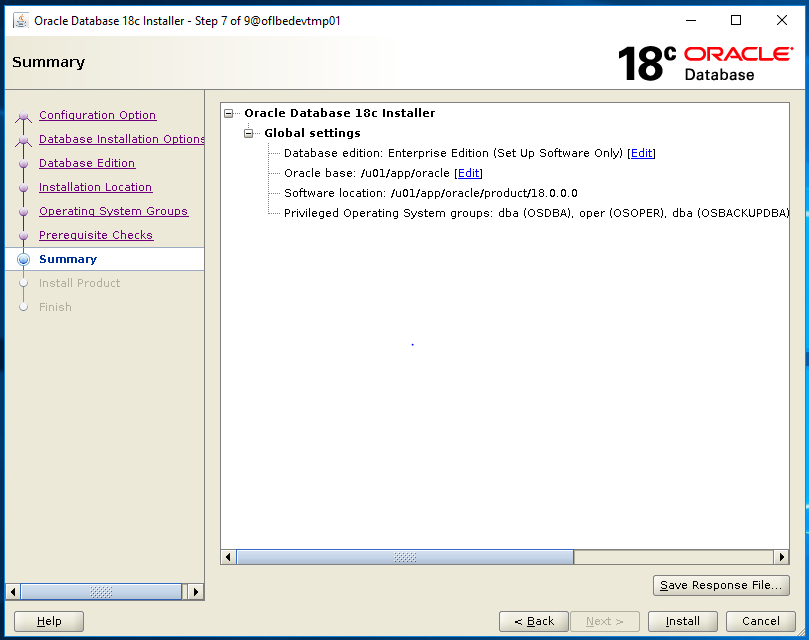 Oracle Database 18c Installer - Step 7 of 9@oflbedevtmp01
Summary
18c ORACLE
Database
Configuration Option
Database Installation Options
Database Edition
Installation Location
Operating System Groups
Prerequisite Checks
Summary
Install Product
Finish
Oracle Database 18c Installer
Global settings
Database edition: Enterprise Edition (Set Up Software Only) [Edit]
Oracle base: /u01/app/oracle [Edit]
Software location: /u01/app/oracle/product/18.0.0.0
Privileged Operating System groups: dba (OSDBA), oper (OSOPER), dba (OSBACKUPDBA)
Save Response File...
Help
< Back
Next >
Install
Cancel